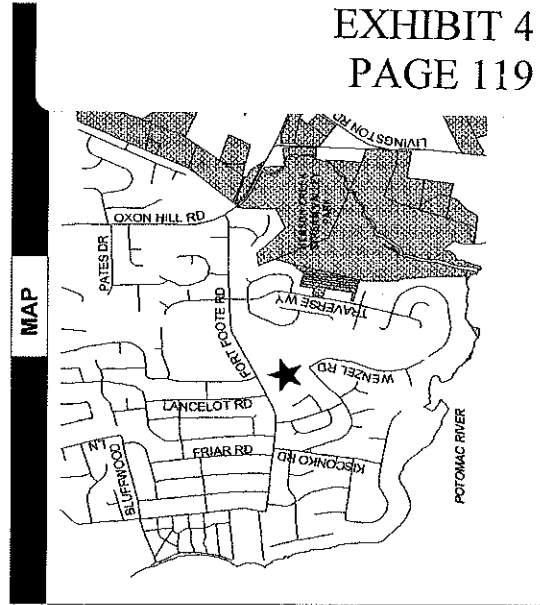 EXHIBIT 4
PAGE 119
MAP
LIVINGSTON RD
OXON HILL RD
PATES DR
FORT FOOTE RD
TRAVERSE WY
WENZEL RD
LANCELOT RD
FRIAR RD
KISCONKO RD
BLUFFWOOD
LN
POTOMAC RIVER